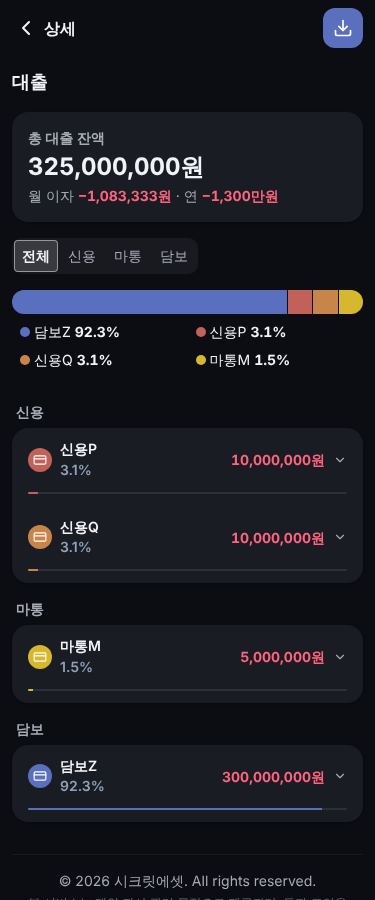 상세
대출
총 대출 잔액
325,000,000원
월 이자 −1,083,333원 · 연 −1,300만원
전체 신용 마통 담보
담보Z 92.3% 신용P 3.1%
신용Q 3.1% 마통M 1.5%
신용
신용P
3.1%
10,000,000원
신용Q
3.1%
10,000,000원
마통
마통M
1.5%
5,000,000원
담보
담보Z
92.3%
300,000,000원
© 2026 시크릿에셋. All rights reserved.